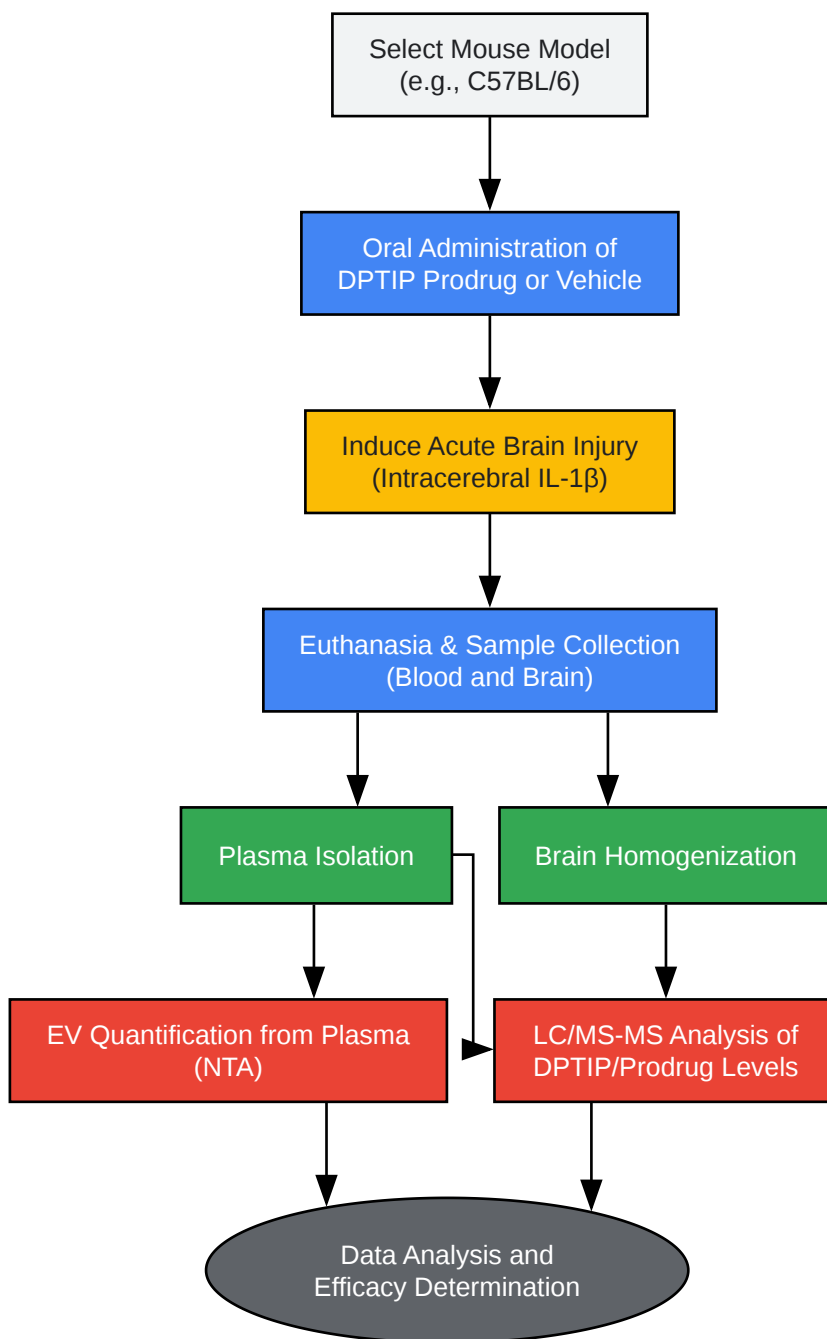 Select Mouse Model
(e.g., C57BL/6)
Oral Administration of
DPTIP Prodrug or Vehicle
Induce Acute Brain Injury
(Intracerebral IL-1β)
Euthanasia & Sample Collection
(Blood and Brain)
Plasma Isolation
Brain Homogenization
EV Quantification from Plasma
(NTA)
LC/MS-MS Analysis of
DPTIP/Prodrug Levels
Data Analysis and
Efficacy Determination